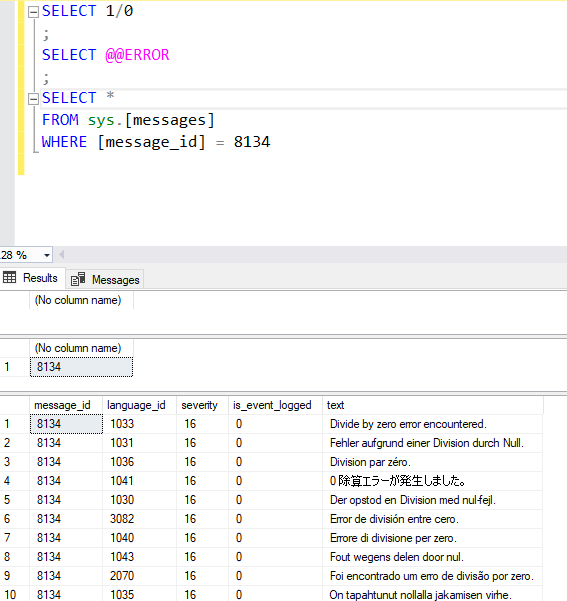 SELECT 1/0
;
SELECT @@ERROR
;
SELECT *
FROM sys.[messages]
WHERE [message_id] = 8134
.28 %
Results Messages
(No column name)
(No column name)
1 8134
message_id language_id severity is_event_logged text
1 8134 1033 16 0 Divide by zero error encountered.
2 8134 1031 16 0 Fehler aufgrund einer Division durch Null.
3 8134 1036 16 0 Division par zéro.
4 8134 1041 16 0 0 除算エラーが発生しました。
5 8134 1030 16 0 Der opstod en Division med nul-fejl.
6 8134 3082 16 0 Error de división entre cero.
7 8134 1040 16 0 Errore di divisione per zero.
8 8134 1043 16 0 Fout wegens delen door nul.
9 8134 2070 16 0 Foi encontrado um erro de divisão por zero.
10 8134 1035 16 0 On tapahtunut nollalla jakamisen virhe.